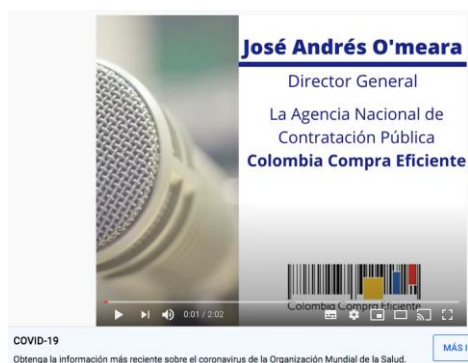 José Andrés O'meara
Director General
La Agencia Nacional de
Contratación Pública
Colombia Compra Eficiente
Colombia Compra Eficiente
0:01 / 2:02
COVID-19
MÁS I
Obtenga la información más reciente sobre el coronavirus de la Organización Mundial de la Salud.